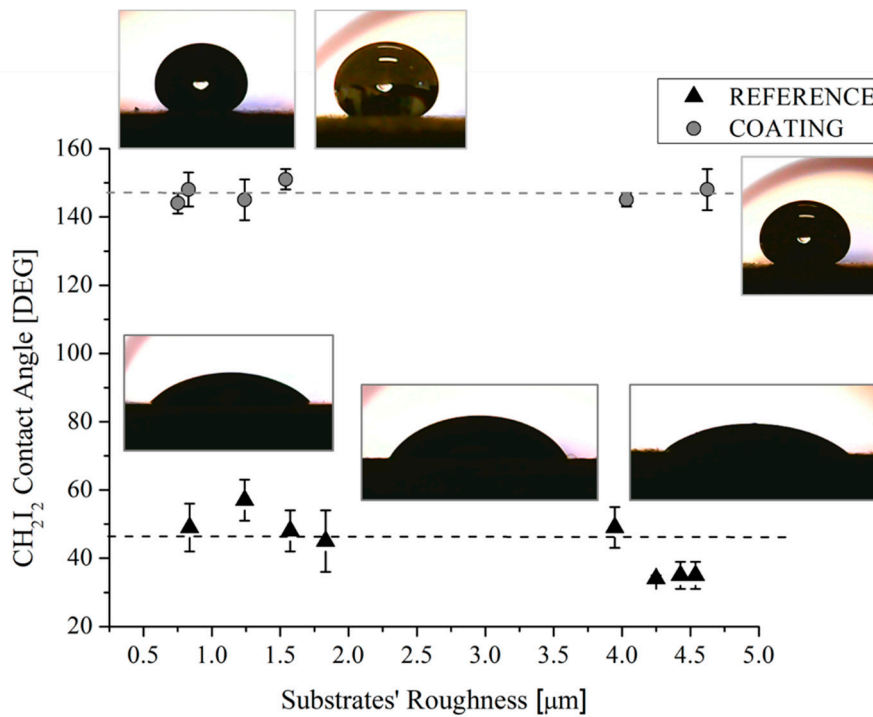 REFERENCE
COATING
160
140
120
100
80
60
40
20
CH₂I₂ Contact Angle [DEG]
0.5 1.0 1.5 2.0 2.5 3.0 3.5 4.0 4.5 5.0
Substrates' Roughness [μm]